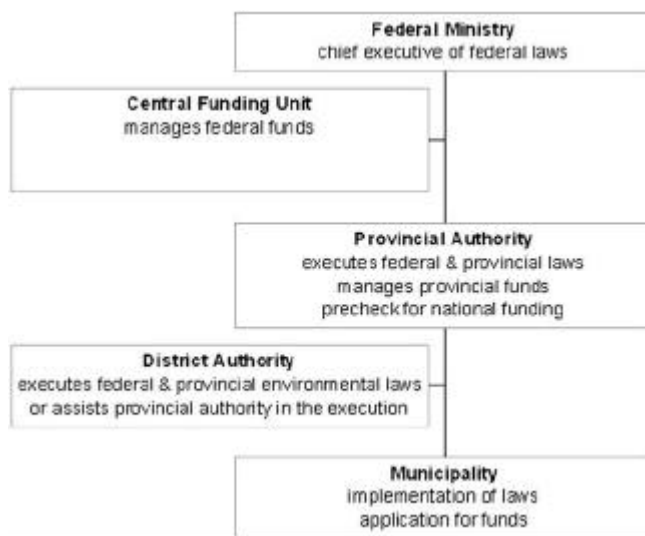 Federal Ministry
chief executive of federal laws
Central Funding Unit
manages federal funds
Provincial Authority
executes federal & provincial laws
manages provincial funds
precheck for national funding
District Authority
executes federal & provincial environmental laws
or assists provincial authority in the execution
Municipality
implementation of laws
application for funds